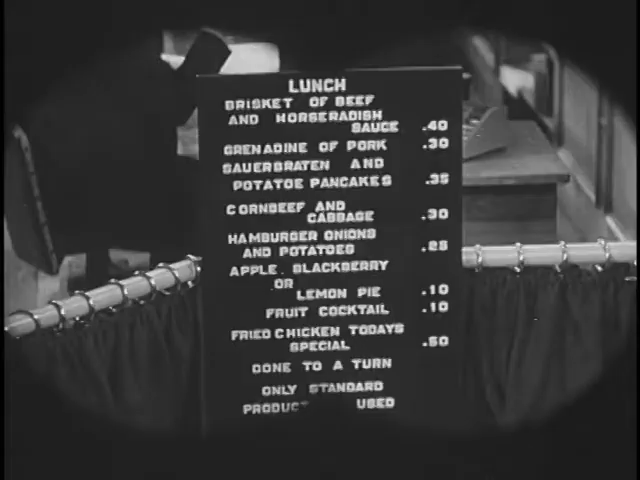 LUNCH
BRISKET OF BEEF
AND HORSERADISH
SAUCE .40
GRENADINE OF PORK .30
SAUERBRATEN AND
POTATOE PANCAKES .35
CORNBEEF AND
CABBAGE .30
HAMBURGER ONIONS
AND POTATOES .25
APPLE. BLACKBERRY
OR
LEMON PIE .10
FRUIT COCKTAIL .10
FRIED CHICKEN TODAYS
SPECIAL .50
DONE TO A TURN
ONLY STANDARD
PRODUCT USED